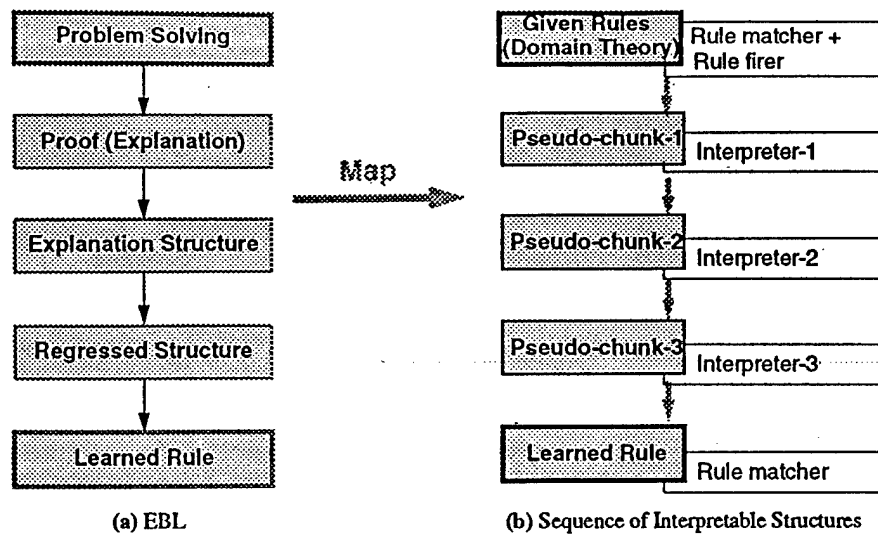 Problem Solving
Proof (Explanation)
Explanation Structure
Regressed Structure
Learned Rule
(a) EBL
Map
Given Rules
(Domain Theory)
Rule matcher +
Rule firer
Pseudo-chunk-1
Interpreter-1
Pseudo-chunk-2
Interpreter-2
Pseudo-chunk-3
Interpreter-3
Learned Rule
Rule matcher
(b) Sequence of Interpretable Structures